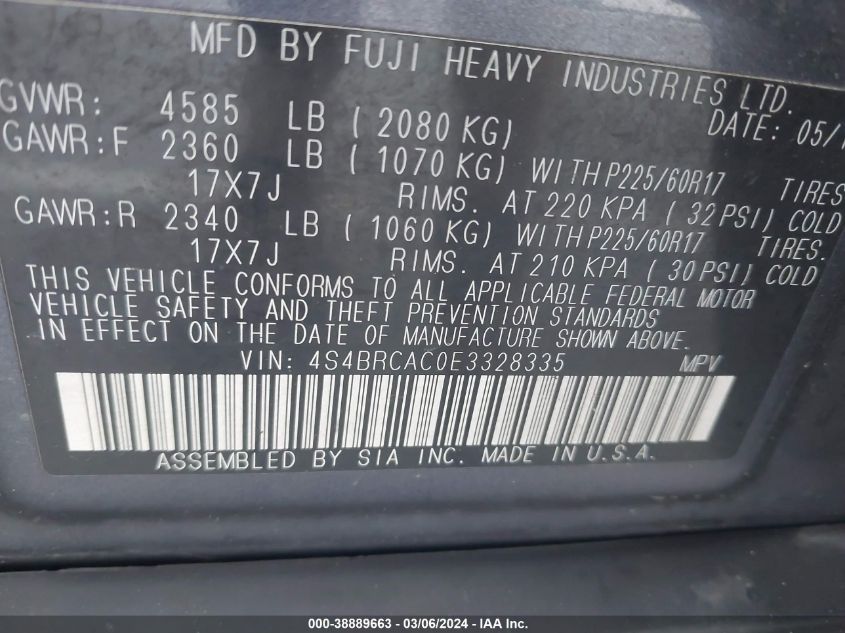 MFD BY FUJI HEAVY INDUSTRIES LTD.
GVWR: 4585 LB (2080 KG) DATE: 05/
GAWR:F 2360 LB (1070 KG) WITH P225/60R17 TIRES
17X7J RIMS. AT 220 KPA (32 PSI) COLD
GAWR:R 2340 LB (1060 KG) WITH P225/60R17 TIRES.
17X7J RIMS. AT 210 KPA (30 PSI) COLD
THIS VEHICLE CONFORMS TO ALL APPLICABLE FEDERAL MOTOR
VEHICLE SAFETY AND THEFT PREVENTION STANDARDS
IN EFFECT ON THE DATE OF MANUFACTURE SHOWN ABOVE.
VIN: 4S4BRCAC0E3328335 MPV
ASSEMBLED BY SIA INC. MADE IN U.S.A.
000-38889663 - 03/06/2024 - IAA Inc.